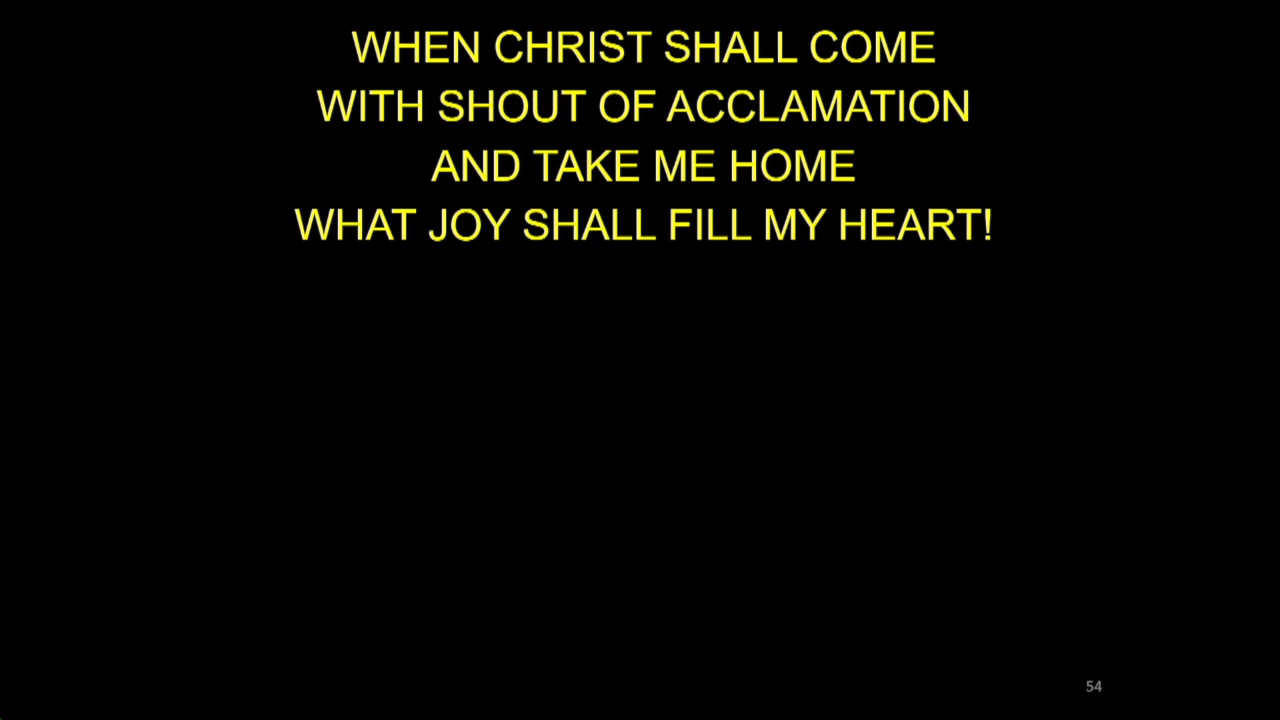 WHEN CHRIST SHALL COME
WITH SHOUT OF ACCLAMATION
AND TAKE ME HOME
WHAT JOY SHALL FILL MY HEART!
54